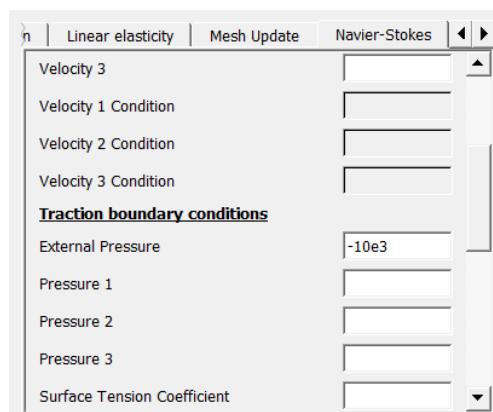 n Linear elasticity Mesh Update Navier-Stokes
Velocity 3
Velocity 1 Condition
Velocity 2 Condition
Velocity 3 Condition
Traction boundary conditions
External Pressure -10e3
Pressure 1
Pressure 2
Pressure 3
Surface Tension Coefficient